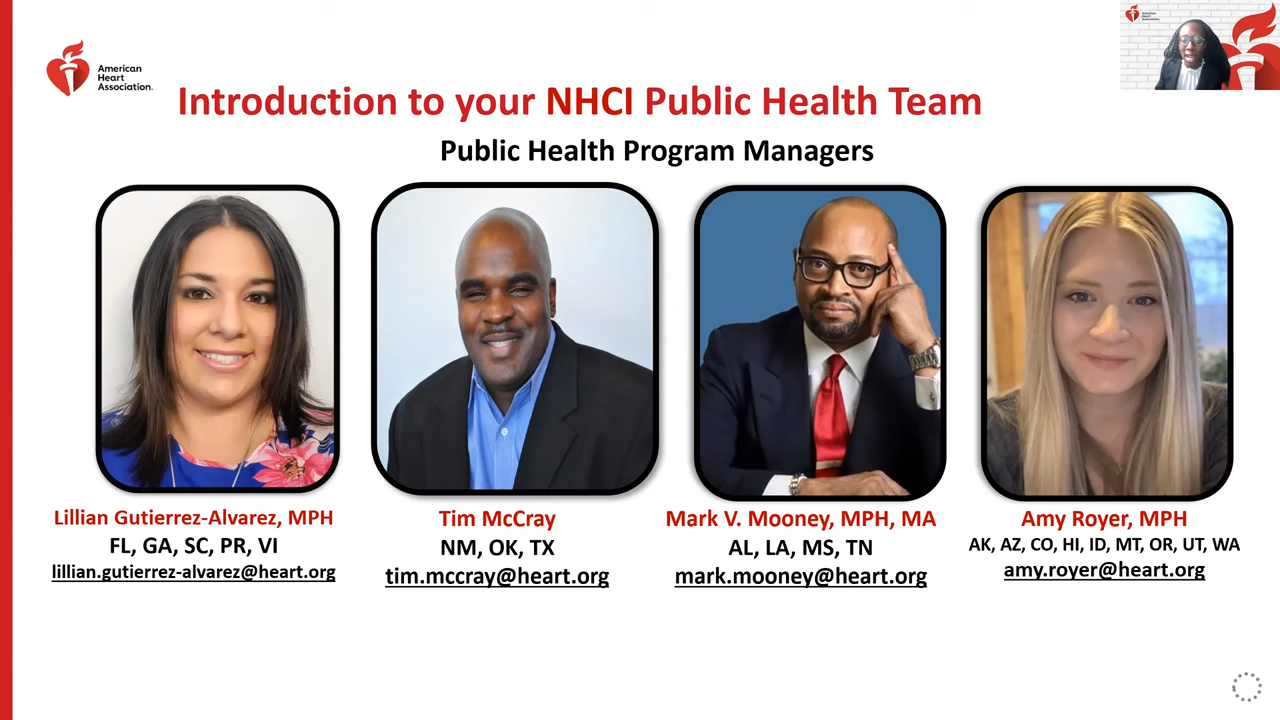 American
Heart
Association.
Introduction to your NHCI Public Health Team
Public Health Program Managers
Lillian Gutierrez-Alvarez, MPH
FL, GA, SC, PR, VI
lillian.gutierrez-alvarez@heart.org
Tim McCray
NM, OK, TX
tim.mccray@heart.org
Mark V. Mooney, MPH, MA
AL, LA, MS, TN
mark.mooney@heart.org
Amy Royer, MPH
AK, AZ, CO, HI, ID, MT, OR, UT, WA
amy.royer@heart.org
American
Heart
Association.